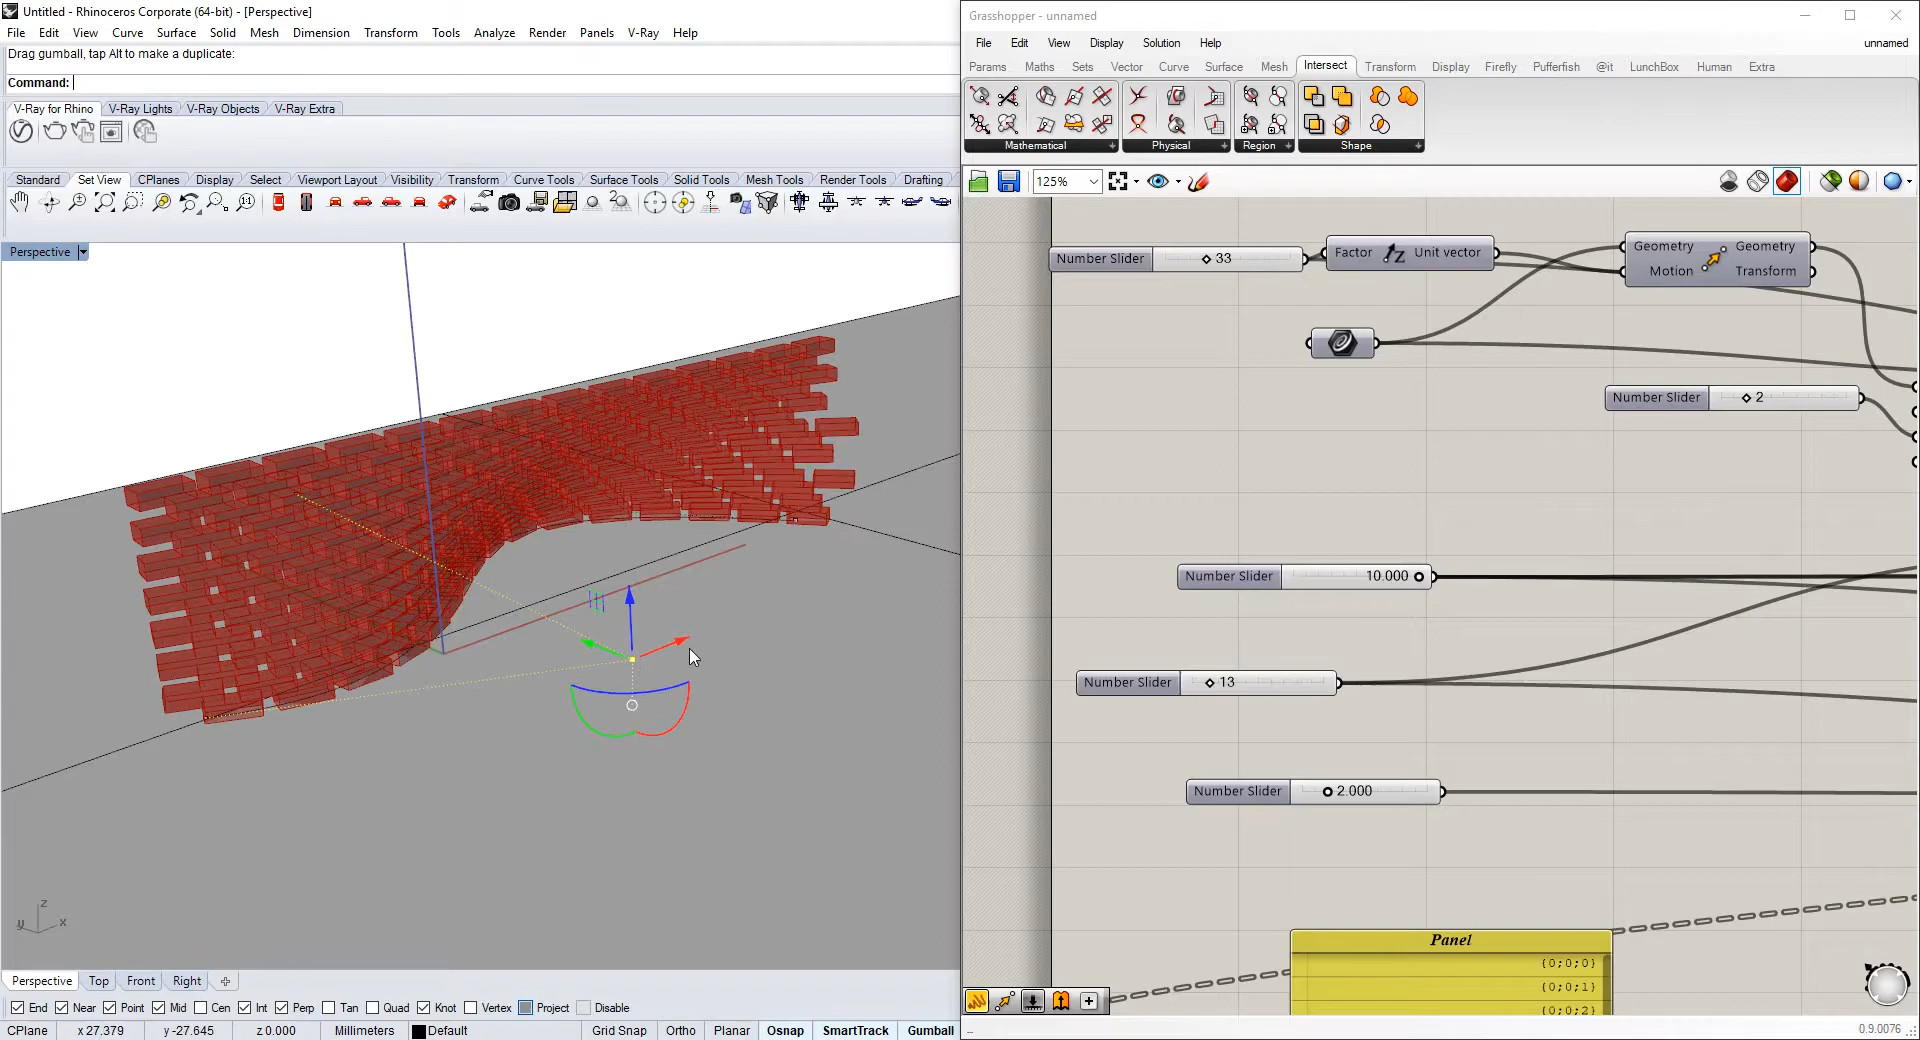 Untitled - Rhinoceros Corporate (64-bit) - [Perspective]
File Edit View Curve Surface Solid Mesh Dimension Transform Tools Analyze Render Panels V-Ray Help
Drag gumball, tap Alt to make a duplicate:
Command:
V-Ray for Rhino V-Ray Lights V-Ray Objects V-Ray Extra
Standard Set View CPlanes Display Select Viewport Layout Visibility Transform Curve Tools Surface Tools Solid Tools Mesh Tools Render Tools Drafting
Perspective
z
y x
Perspective Top Front Right
End Near Point Mid Cen Int Perp Tan Quad Knot Vertex Project Disable
CPlane x 27.379 y -27.645 z 0.000 Millimeters Default Grid Snap Ortho Planar Osnap SmartTrack Gumball
Grasshopper - unnamed
File Edit View Display Solution Help unnamed
Params Maths Sets Vector Curve Surface Mesh Intersect Transform Display Firefly Pufferfish @it LunchBox Human Extra
Mathematical Physical Region Shape
125%
Number Slider 33
Factor Z Unit vector
Geometry Geometry
Motion Transform
Number Slider 2
Number Slider 10.000
Number Slider 13
Number Slider 2.000
Panel
{0;0;0}
{0;0;1}
{0;0;2}
0.9.0076